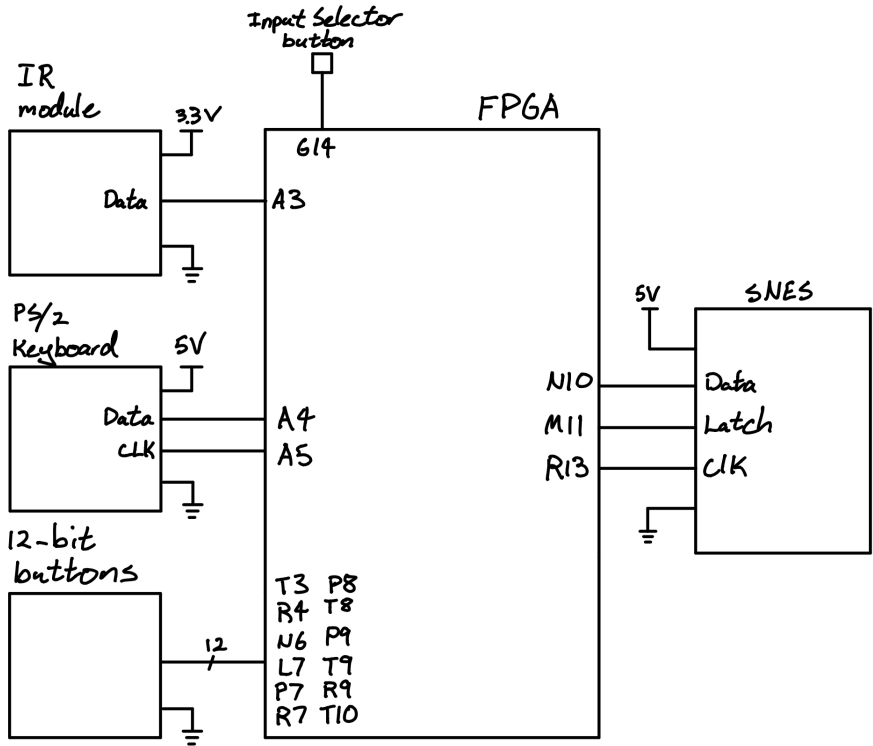 Input Selector
button
IR
module
3.3V
Data
FPGA
G14
A3
PS/2
Keyboard
5V
Data
CLK
A4
A5
5V
SNES
N10
M11
R13
Data
Latch
ClK
12-bit
buttons
12
T3 P8
R4 T8
N6 P9
L7 T9
P7 R9
R7 T10